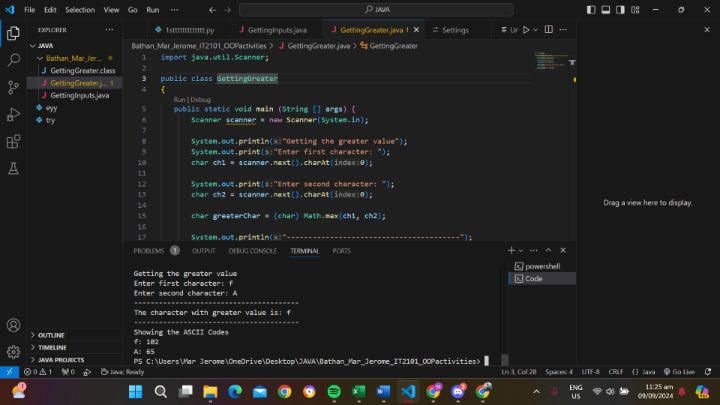 File Edit Selection View Go Run ··· JAVA
EXPLORER ···
1sttttttttttttt.py GettingInputs.java GettingGreater.java 1 Settings
JAVA
Bathan_Mar_Jer...
GettingGreater.class
GettingGreater.j... 1
GettingInputs.java
eyy
try
OUTLINE
TIMELINE
JAVA PROJECTS
Bathan_Mar_Jerome_IT2101_OOPactivities > GettingGreater.java > GettingGreater
1 import java.util.Scanner;
2
3 public class GettingGreater
4 {
Run | Debug
5 public static void main (String [] args) {
6 Scanner scanner = new Scanner(System.in);
7
8 System.out.println(x:"Getting the greater value");
9 System.out.print(s:"Enter first character: ");
10 char ch1 = scanner.next().charAt(index:0);
11
12 System.out.print(s:"Enter second character: ");
13 char ch2 = scanner.next().charAt(index:0);
14
15 char greaterChar = (char) Math.max(ch1, ch2);
16
17 System.out.println(x:"----------------------------------------");
Drag a view here to display.
PROBLEMS 1 OUTPUT DEBUG CONSOLE TERMINAL PORTS
powershell
Code
Getting the greater value
Enter first character: f
Enter second character: A
----------------------------------------
The character with greater value is: f
----------------------------------------
Showing the ASCII Codes
f: 102
A: 65
PS C:\Users\Mar Jerome\OneDrive\Desktop\JAVA\Bathan_Mar_Jerome_IT2101_OOPactivities>
0 1 0 Java: Ready Ln 3, Col 28 Spaces: 4 UTF-8 CRLF {} Java Go Live
ENG
US
11:25 am
09/09/2024